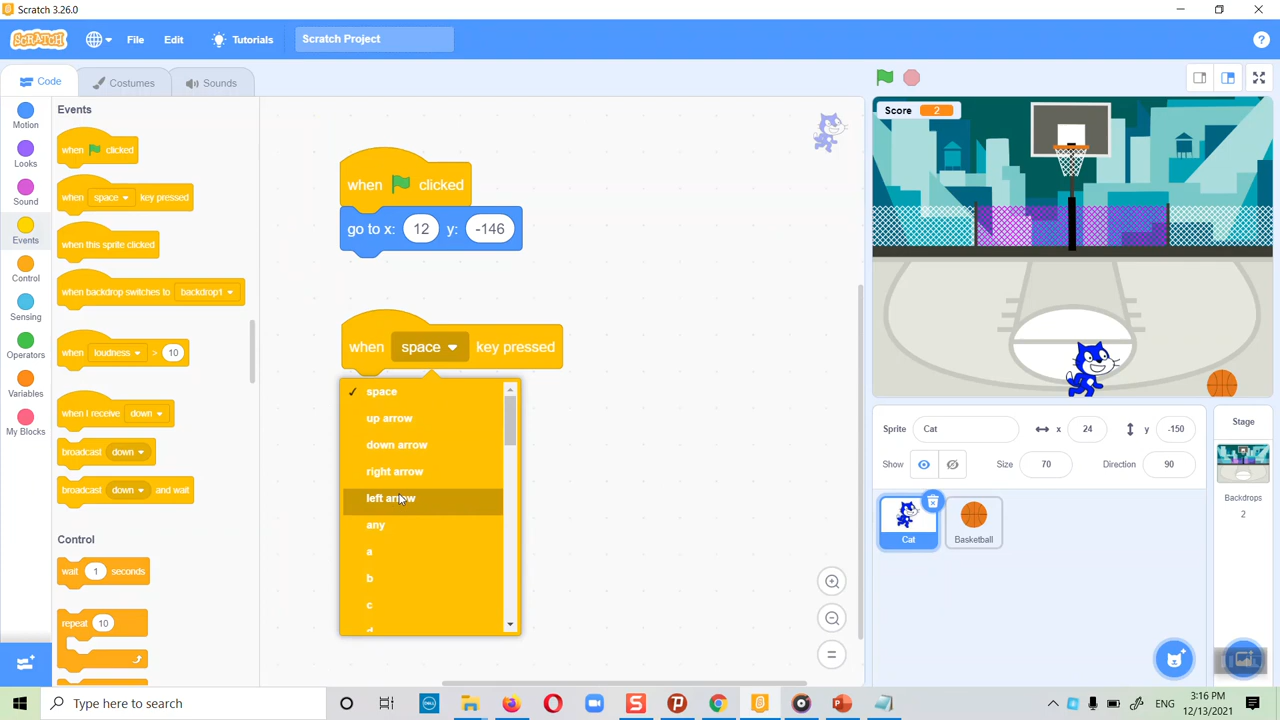 Scratch 3.26.0
SCRATCH
File
Edit
Tutorials
Scratch Project
?
Code
Costumes
Sounds
Motion
Looks
Sound
Events
Control
Sensing
Operators
Variables
My Blocks
Events
when clicked
when space key pressed
when this sprite clicked
when backdrop switches to backdrop1
when loudness > 10
when I receive down
broadcast down
broadcast down and wait
Control
wait 1 seconds
repeat 10
when clicked
go to x: 12 y: -146
when space key pressed
✓ space
up arrow
down arrow
right arrow
left arrow
any
a
b
c
d
Score 2
Sprite Cat x 24 y -150
Show Size 70 Direction 90
Cat
Basketball
Stage
Backdrops
2
Type here to search
DELL
S
P
ENG
3:16 PM
12/13/2021